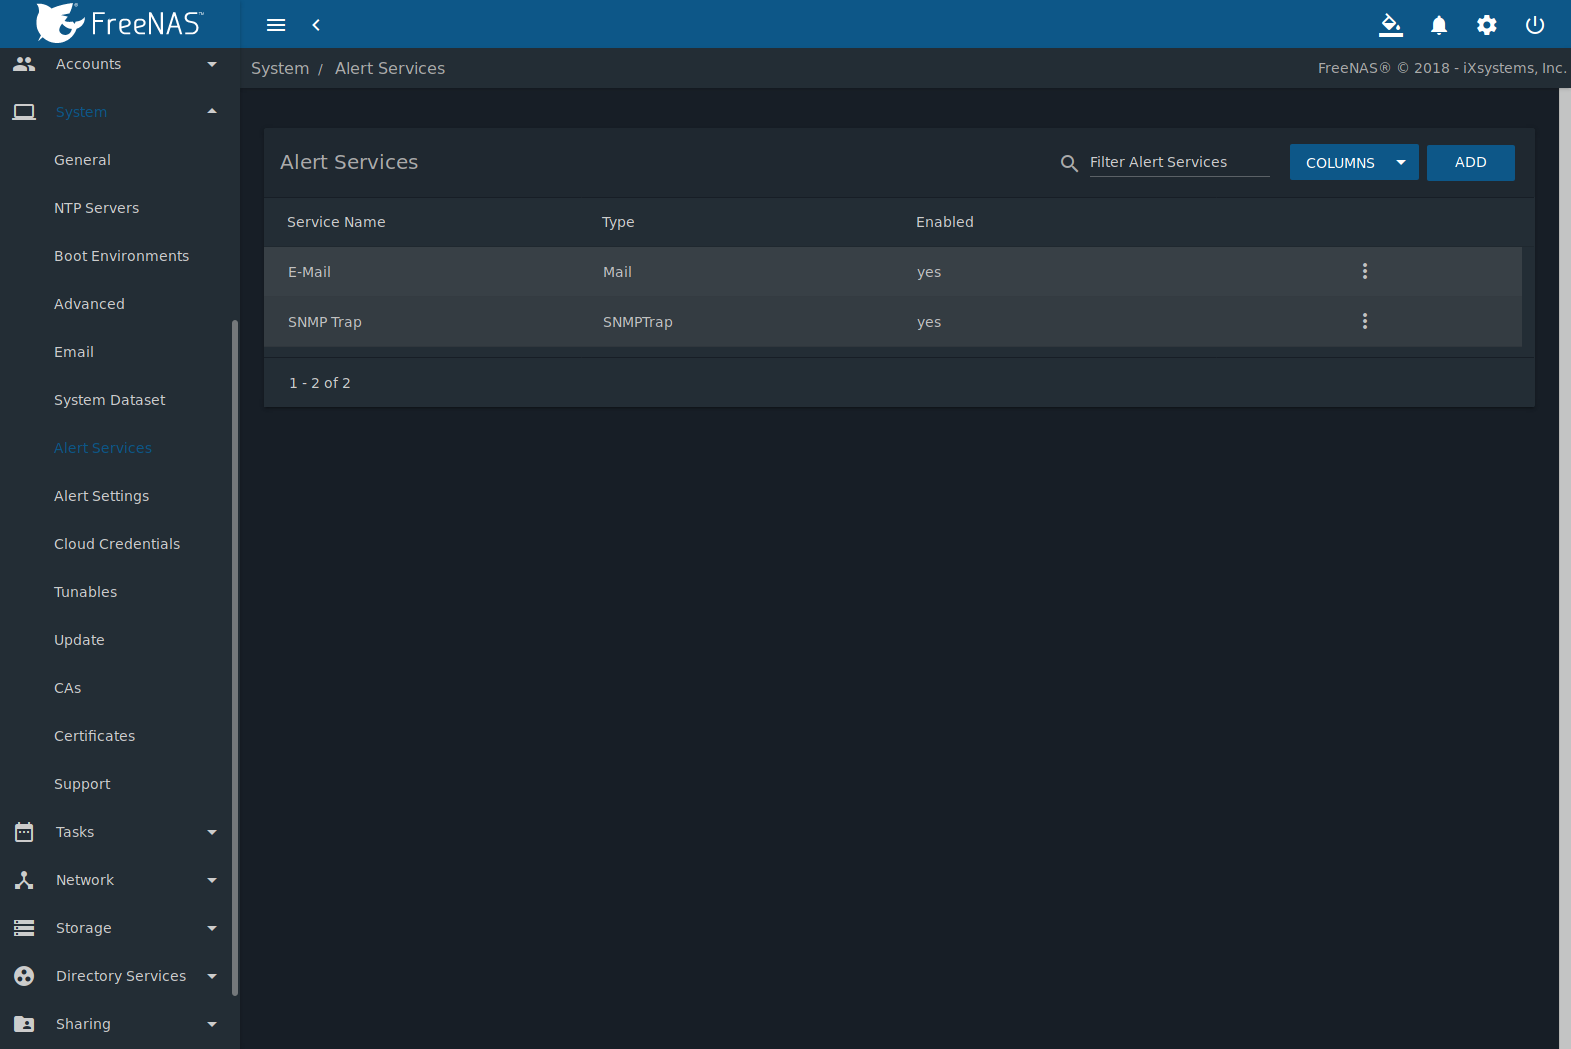 FreeNAS™
System / Alert Services
FreeNAS® © 2018 - iXsystems, Inc.
Accounts
System
General
NTP Servers
Boot Environments
Advanced
Email
System Dataset
Alert Services
Alert Settings
Cloud Credentials
Tunables
Update
CAs
Certificates
Support
Tasks
Network
Storage
Directory Services
Sharing
Alert Services
Filter Alert Services
COLUMNS
ADD
Service Name Type Enabled
E-Mail Mail yes
SNMP Trap SNMPTrap yes
1 - 2 of 2